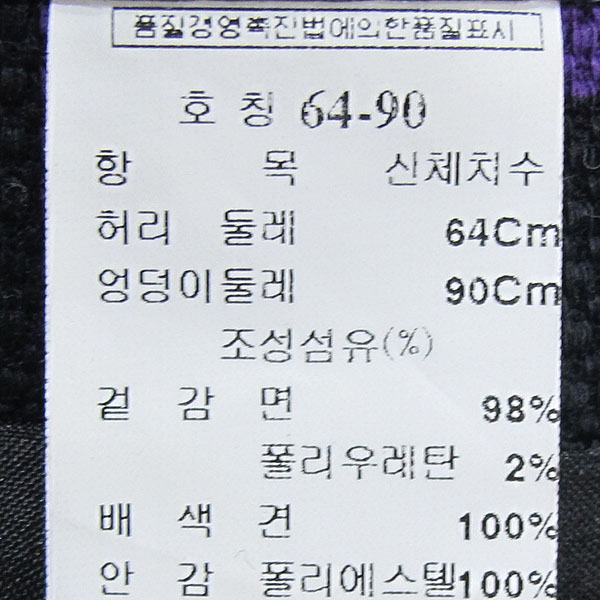 품질경영촉진법에의한품질표시
호 칭 64-90
항 목 신체치수
허리 둘레 64Cm
엉덩이둘레 90Cm
조성섬유(%)
겉 감 면 98%
폴리우레탄 2%
배 색 견 100%
안 감 폴리에스텔100%